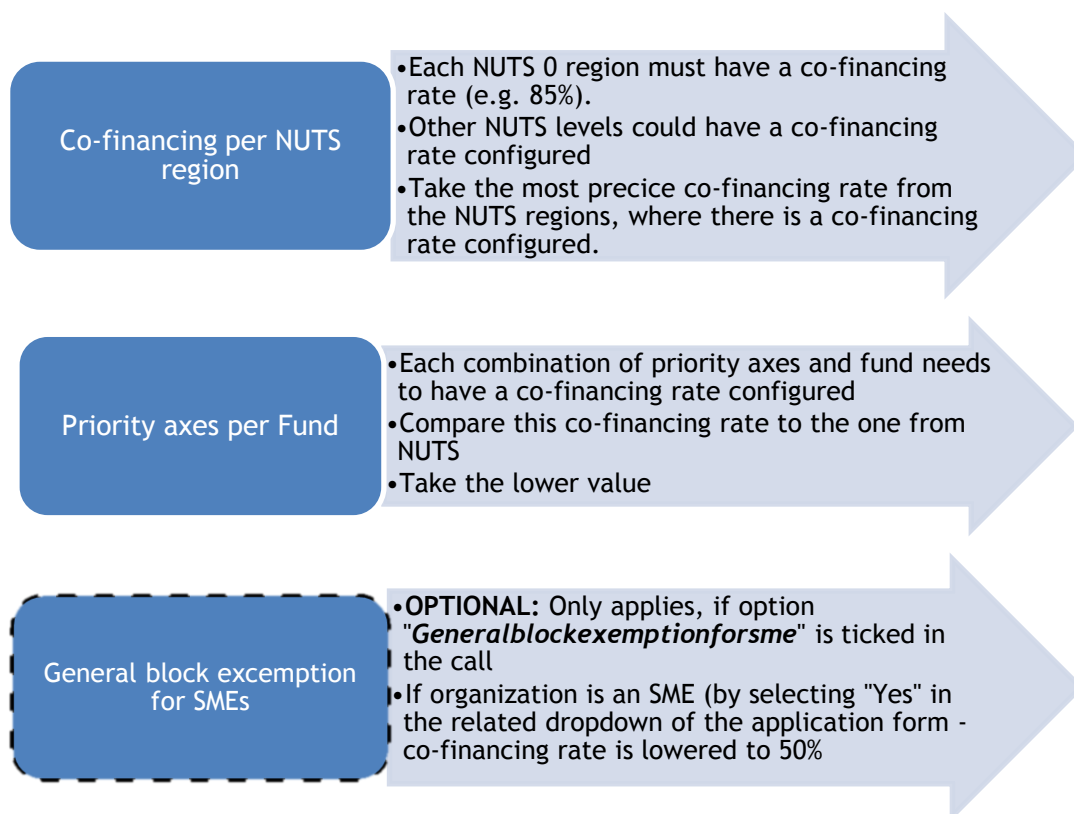 Co-financing per NUTS
region
•Each NUTS 0 region must have a co-financing
rate (e.g. 85%).
•Other NUTS levels could have a co-financing
rate configured
•Take the most precice co-financing rate from
the NUTS regions, where there is a co-financing
rate configured.
Priority axes per Fund
•Each combination of priority axes and fund needs
to have a co-financing rate configured
•Compare this co-financing rate to the one from
NUTS
•Take the lower value
General block excemption
for SMEs
•OPTIONAL: Only applies, if option
"Generalblockexemptionforsme" is ticked in
the call
•If organization is an SME (by selecting "Yes" in
the related dropdown of the application form -
co-financing rate is lowered to 50%